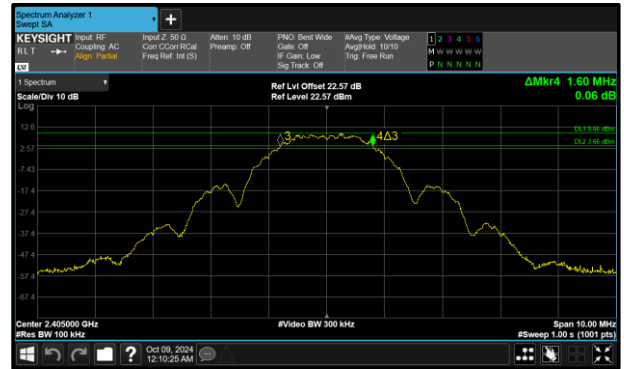 Spectrum Analyzer 1
Swept SA
+
KEYSIGHT Input: RF Input Z: 50 Ω Atten: 10 dB PNO: Best Wide #Avg Type: Voltage 1 2 3 4 5 6
RLT Coupling: AC Corr CCorr RCal Preamp: Off Gate: Off Avg|Hold: 10/10 M W W W W W
Align: Partial Freq Ref: Int (S) IF Gain: Low Trig: Free Run
LXI Sig Track: Off P N N N N N
1 Spectrum Ref Lvl Offset 22.57 dB ΔMkr4 1.60 MHz
Scale/Div 10 dB Ref Level 22.57 dBm 0.06 dB
Log
12.6 DL1 9.66 dBm
3 4Δ3
2.57 DL2 3.66 dBm
-7.43
-17.4
-27.4
-37.4
-47.4
-57.4
-67.4
Center 2.405000 GHz #Video BW 300 kHz Span 10.00 MHz
#Res BW 100 kHz #Sweep 1.00 s (1001 pts)
? Oct 09, 2024
12:10:25 AM